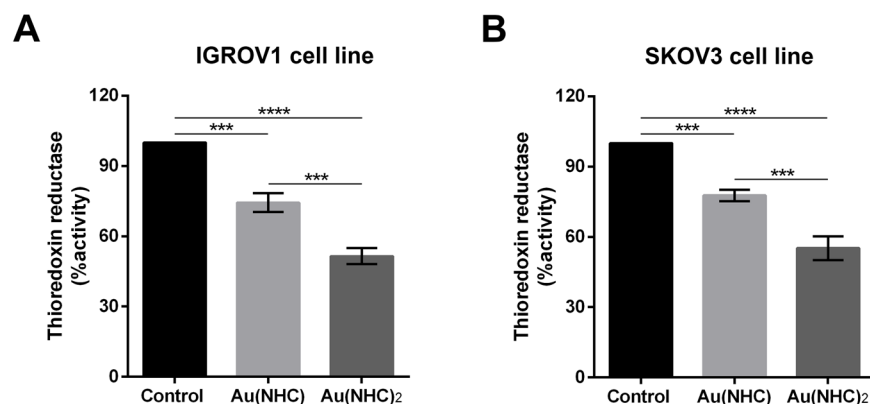 A
IGROV1 cell line
Thioredoxin reductase
(%activity)
120
90
60
30
0
****
***
***
Control
Au(NHC)
Au(NHC)2
B
SKOV3 cell line
Thioredoxin reductase
(%activity)
120
90
60
30
0
****
***
***
Control
Au(NHC)
Au(NHC)2